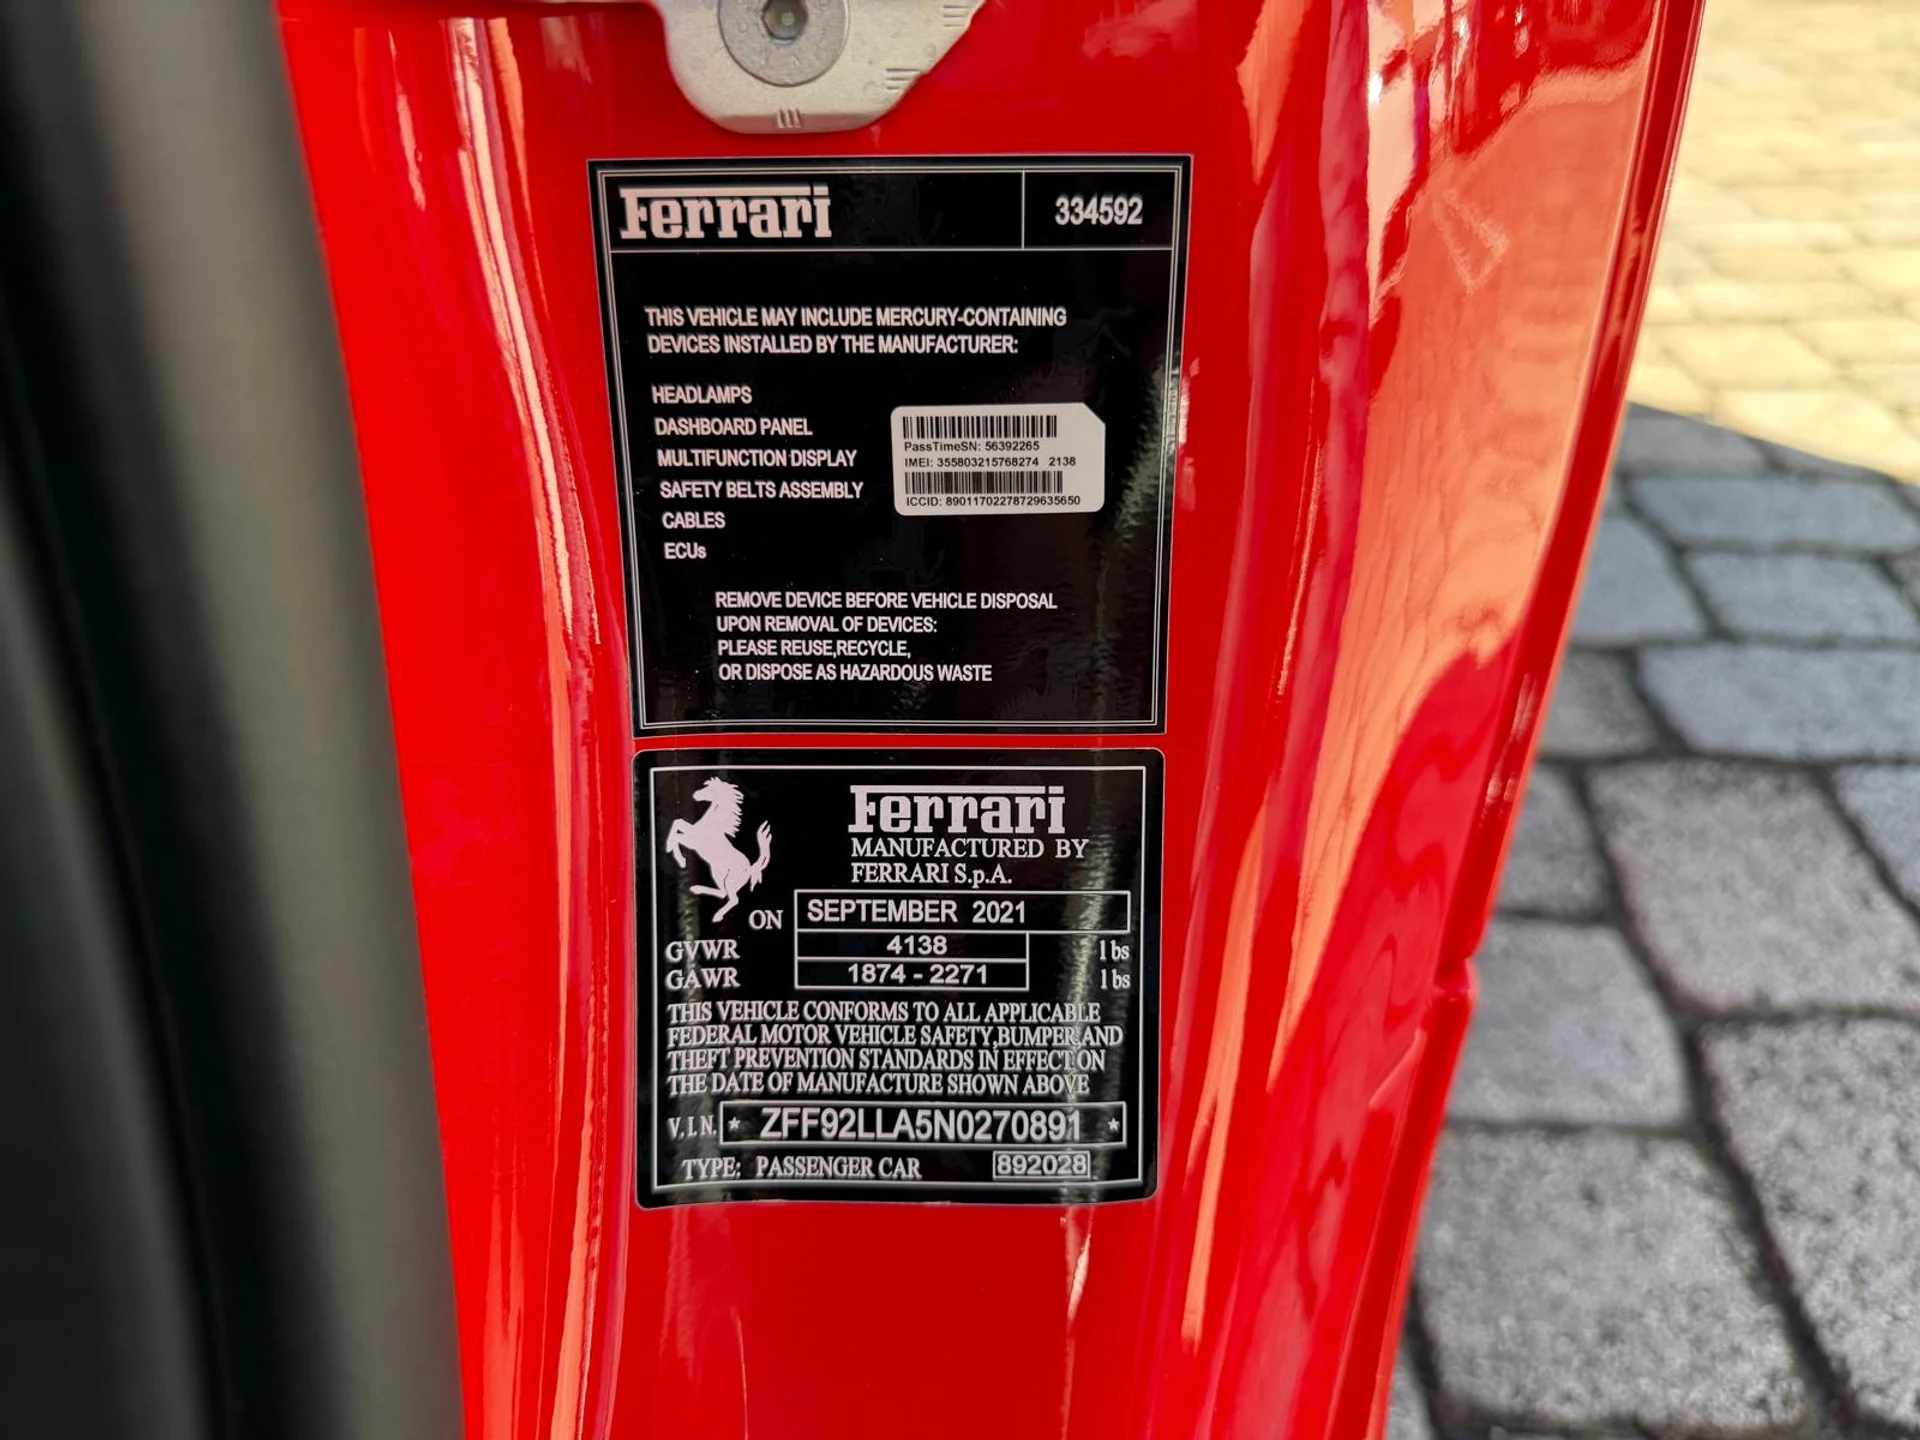 Ferrari 334592
THIS VEHICLE MAY INCLUDE MERCURY-CONTAINING
DEVICES INSTALLED BY THE MANUFACTURER:
HEADLAMPS
DASHBOARD PANEL
MULTIFUNCTION DISPLAY
SAFETY BELTS ASSEMBLY
CABLES
ECUs
PassTimeSN: 56392265
IMEI: 355803215768274 2138
ICCID: 89011702278729635650
REMOVE DEVICE BEFORE VEHICLE DISPOSAL
UPON REMOVAL OF DEVICES:
PLEASE REUSE,RECYCLE,
OR DISPOSE AS HAZARDOUS WASTE
Ferrari
MANUFACTURED BY
FERRARI S.p.A.
ON SEPTEMBER 2021
GVWR 4138 lbs
GAWR 1874 - 2271 lbs
THIS VEHICLE CONFORMS TO ALL APPLICABLE
FEDERAL MOTOR VEHICLE SAFETY,BUMPER,AND
THEFT PREVENTION STANDARDS IN EFFECT ON
THE DATE OF MANUFACTURE SHOWN ABOVE
V.I.N. * ZFF92LLA5N0270891 *
TYPE: PASSENGER CAR 892028